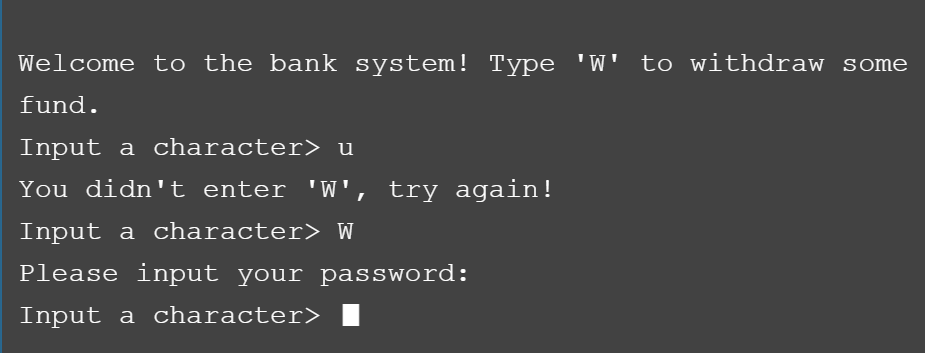 Welcome to the bank system! Type 'W' to withdraw some
fund.
Input a character> u
You didn't enter 'W', try again!
Input a character> W
Please input your password:
Input a character>